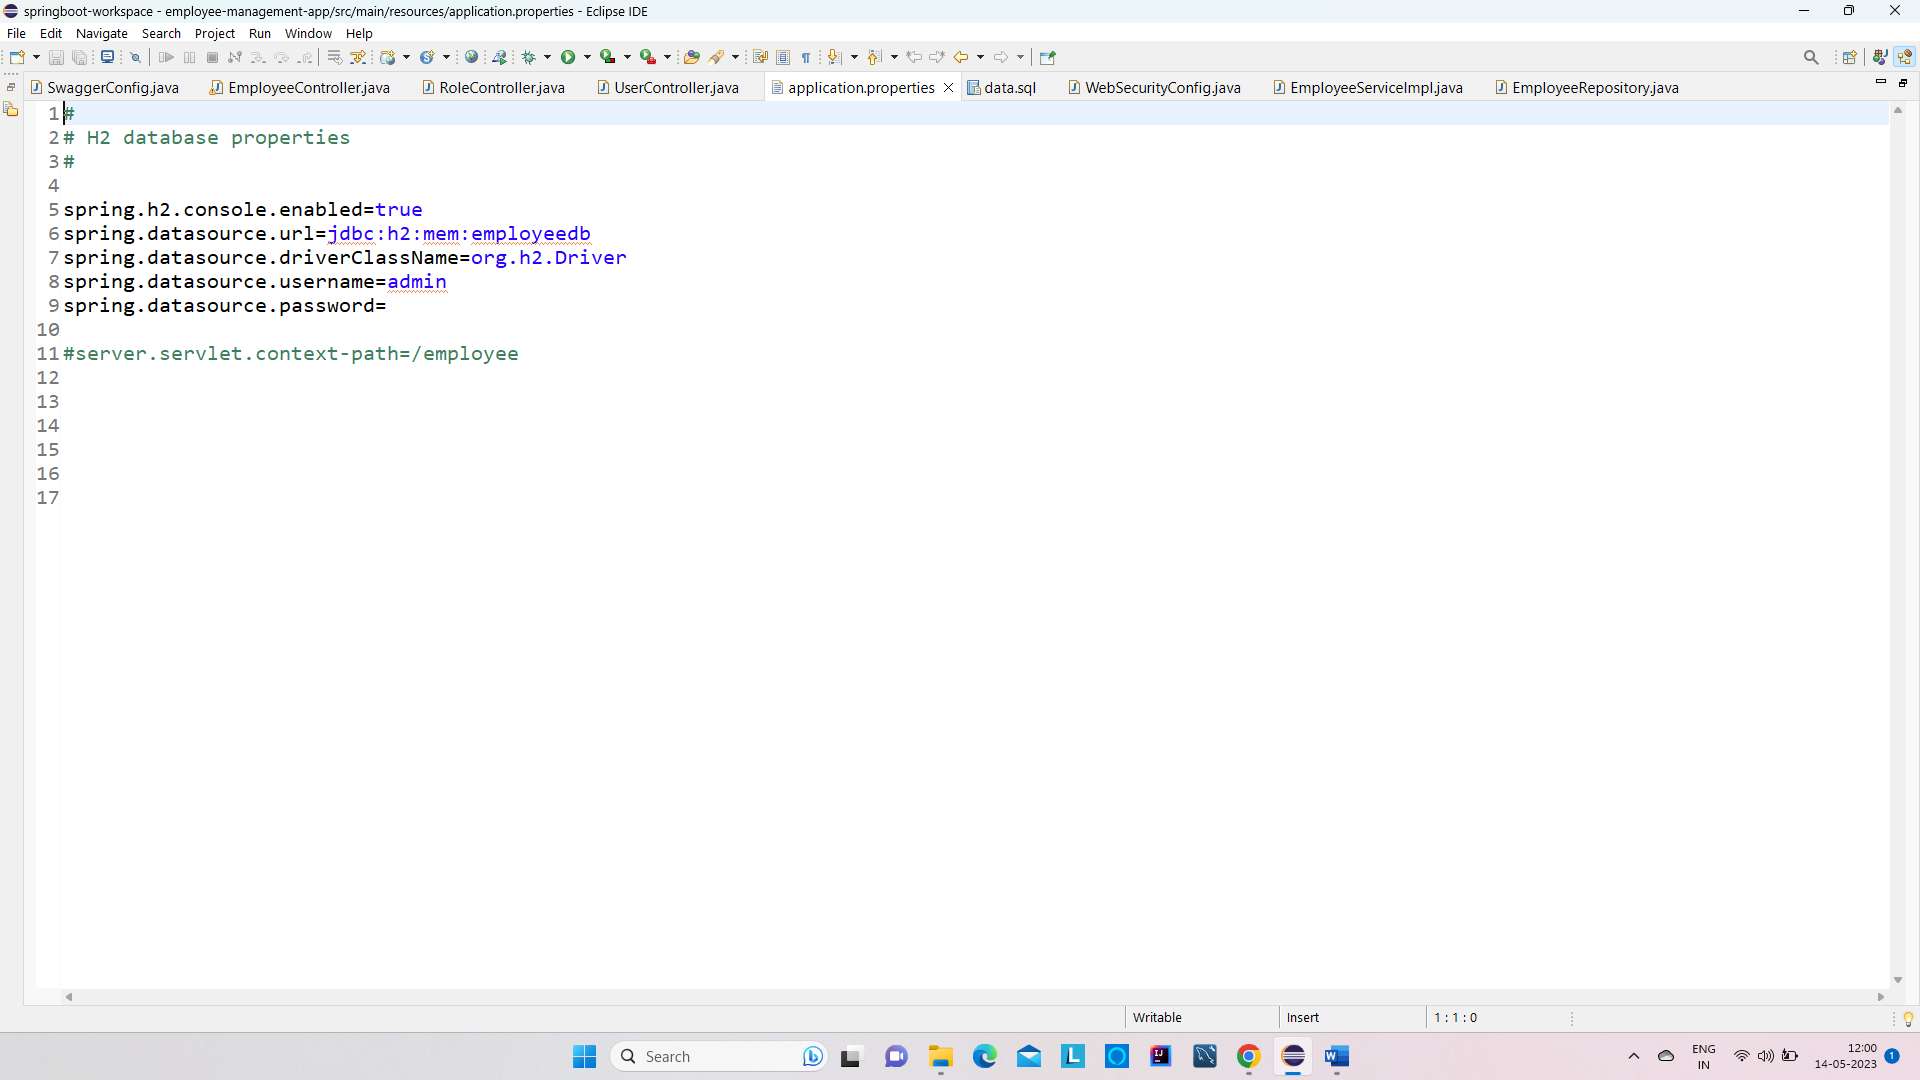 springboot-workspace - employee-management-app/src/main/resources/application.properties - Eclipse IDE
File Edit Navigate Search Project Run Window Help
SwaggerConfig.java EmployeeController.java RoleController.java UserController.java application.properties data.sql WebSecurityConfig.java EmployeeServiceImpl.java EmployeeRepository.java
1 #
2 # H2 database properties
3 #
4
5 spring.h2.console.enabled=true
6 spring.datasource.url=jdbc:h2:mem:employeedb
7 spring.datasource.driverClassName=org.h2.Driver
8 spring.datasource.username=admin
9 spring.datasource.password=
10
11 #server.servlet.context-path=/employee
12
13
14
15
16
17
Writable Insert 1 : 1 : 0
Search
ENG
IN
12:00
14-05-2023
1